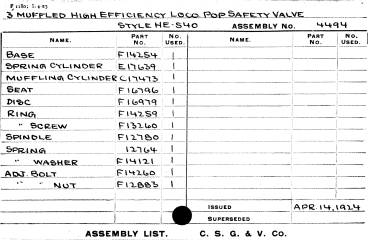 3 MUFFLED HIGH EFFICIENCY LOCO. POP SAFETY VALVE
STYLE HE-540 ASSEMBLY NO. 4494
NAME. PART NO. NO. USED. NAME. PART NO. NO. USED.
BASE F14254 1
SPRING CYLINDER E17639 1
MUFFLING CYLINDER C17473 1
SEAT F16796 1
DISC F16979 1
RING F14259 1
" SCREW F13260 1
SPINDLE F12780 1
SPRING 12764 1
" WASHER F14121 1
ADJ. BOLT F14260 1
" " NUT F12883 1
ISSUED APR. 14, 1924
SUPERSEDED
ASSEMBLY LIST. C. S. G. & V. CO.